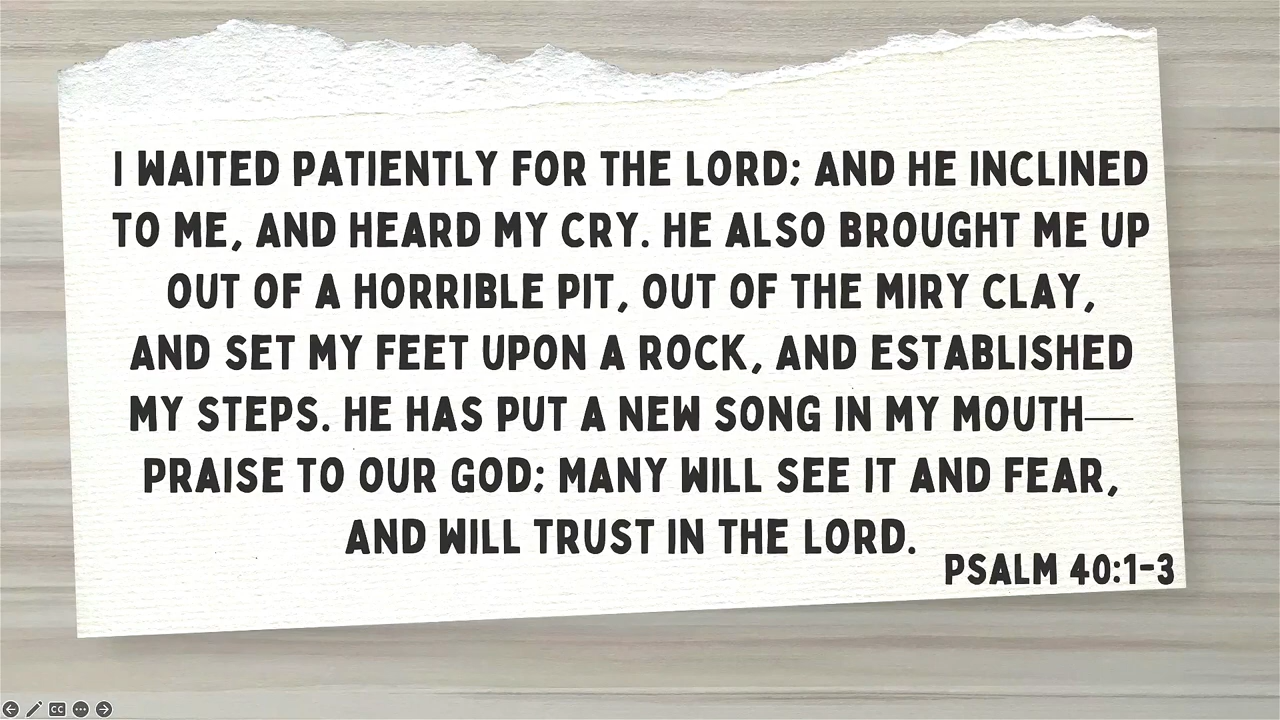 I WAITED PATIENTLY FOR THE LORD; AND HE INCLINED
TO ME, AND HEARD MY CRY. HE ALSO BROUGHT ME UP
OUT OF A HORRIBLE PIT, OUT OF THE MIRY CLAY,
AND SET MY FEET UPON A ROCK, AND ESTABLISHED
MY STEPS. HE HAS PUT A NEW SONG IN MY MOUTH—
PRAISE TO OUR GOD; MANY WILL SEE IT AND FEAR,
AND WILL TRUST IN THE LORD.
PSALM 40:1-3
CC